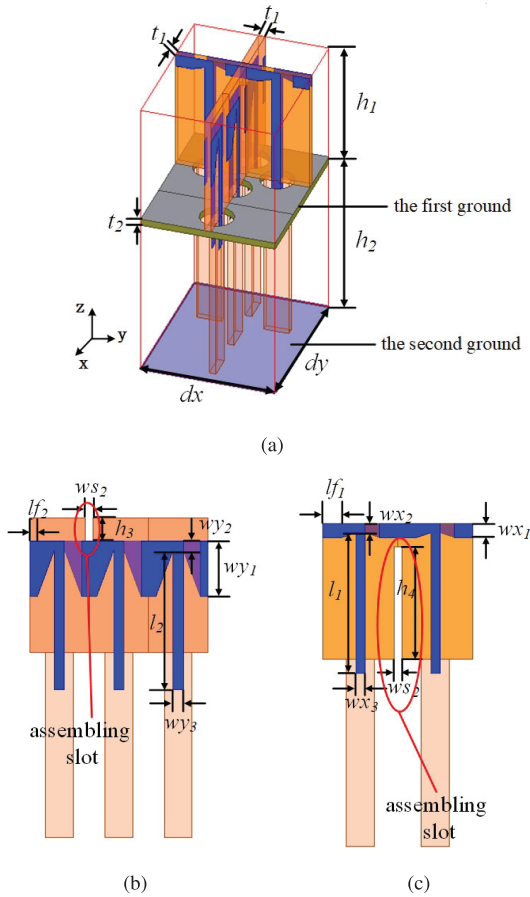 t1
t1
h1
the first ground
t2
h2
z
y
x
the second ground
dx
dy
(a)
ws2
lf2
h3
wy2
wy1
l2
wy3
assembling
slot
(b)
lf1
wx2
wx1
l1
h4
ws2
wx3
assembling
slot
(c)